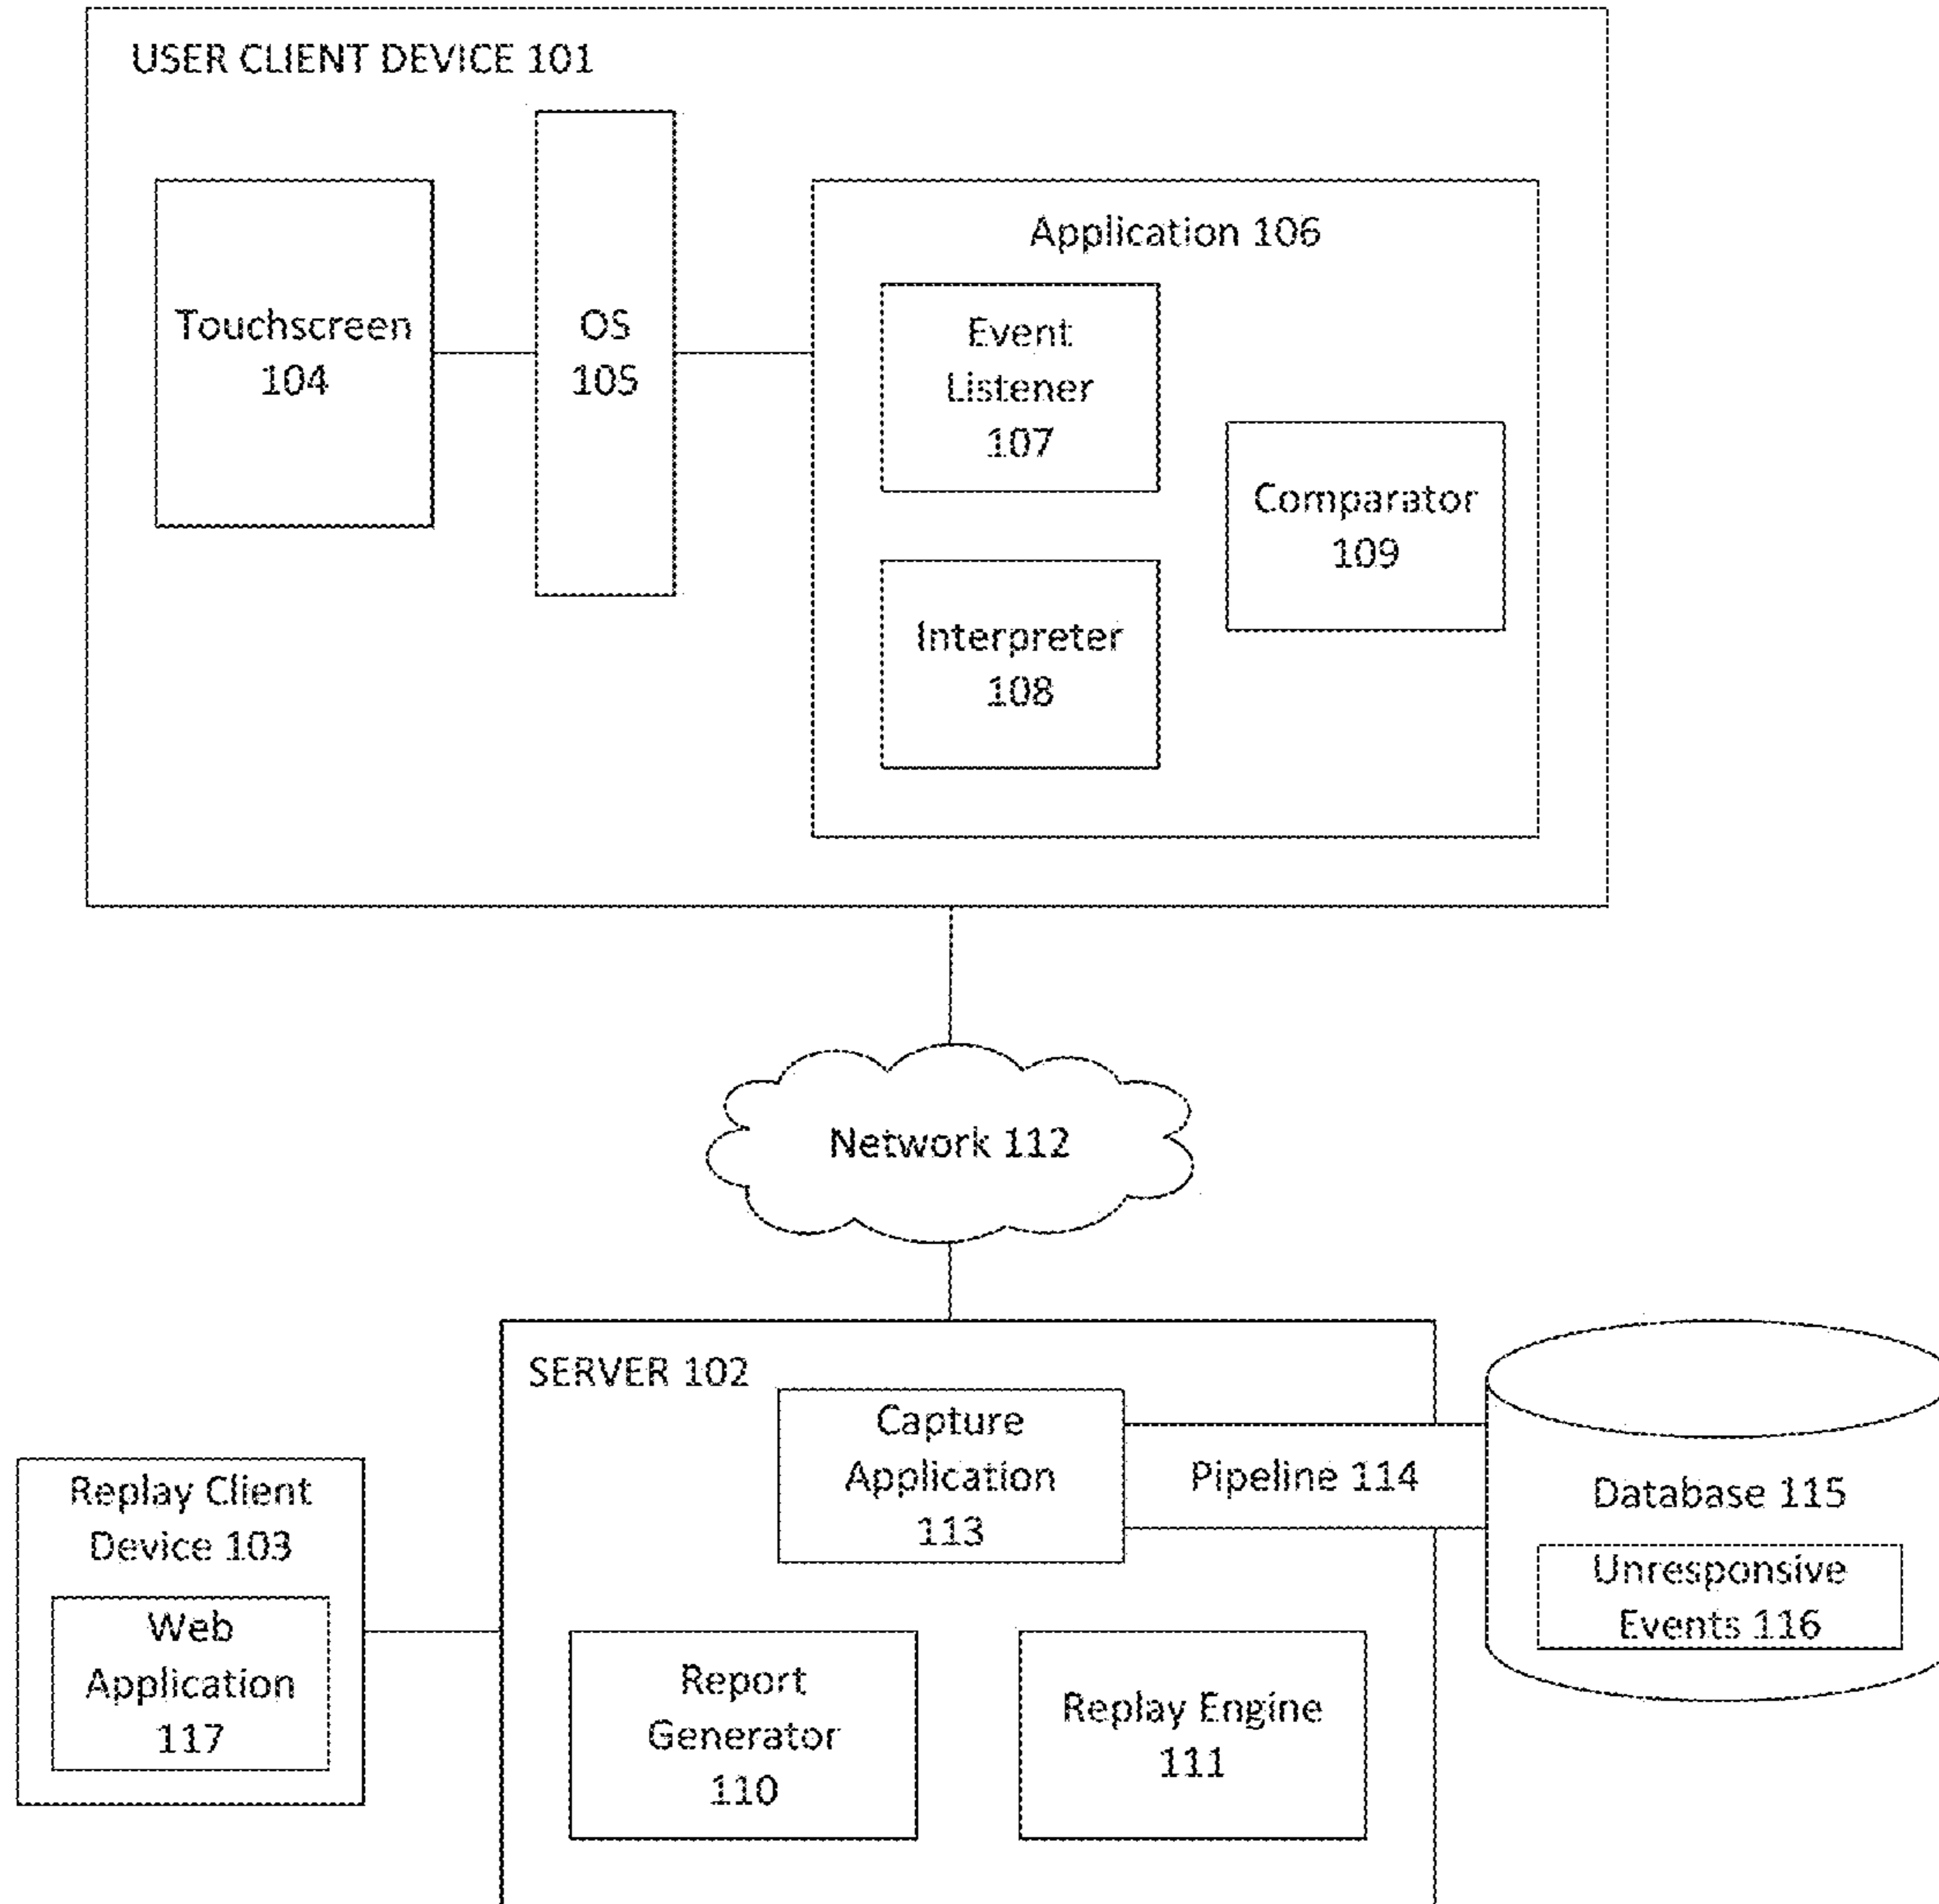 USER CLIENT DEVICE 101
Touchscreen
104
OS
105
Application 106
Event
Listener
107
Comparator
109
Interpreter
108
Network 112
SERVER 102
Capture
Application
113
Pipeline 114
Database 115
Unresponsive
Events 116
Replay Client
Device 103
Web
Application
117
Report
Generator
110
Replay Engine
111